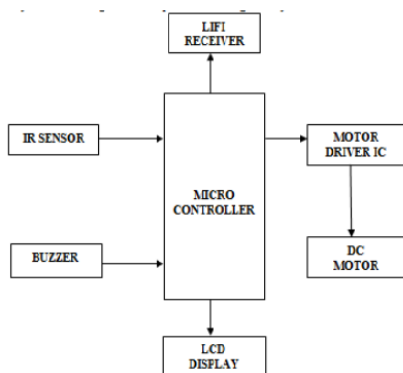 LIFI
RECEIVER
IR SENSOR
MOTOR
DRIVER IC
MICRO
CONTROLLER
BUZZER
DC
MOTOR
LCD
DISPLAY